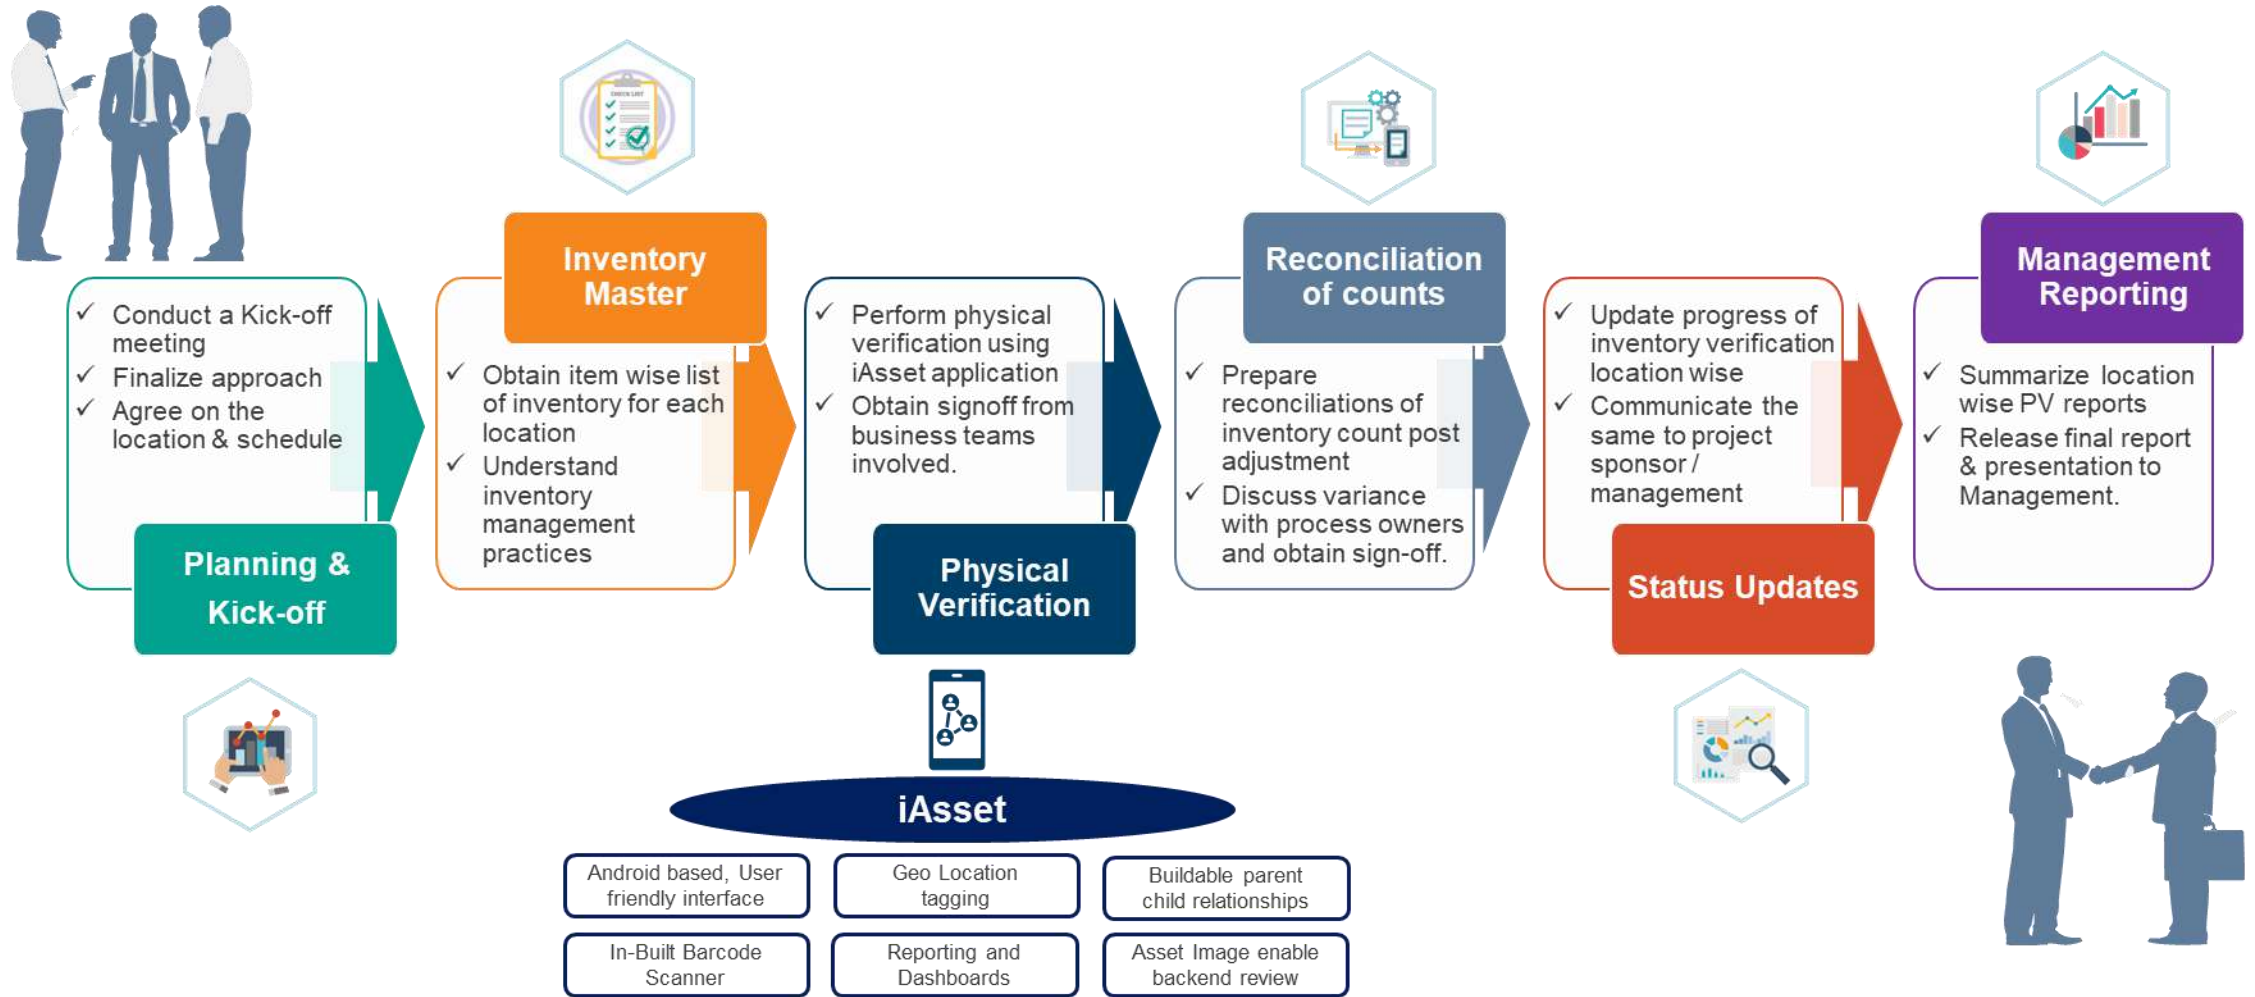 CHECK LIST
Conduct a Kick-off
meeting
✓ Finalize approach
✓ Agree on the
location & schedule
Planning &
Kick-off
Inventory
Master
✓ Obtain item wise list
of inventory for each
location
✓ Understand
inventory
management
practices
✓ Perform physical
verification using
iAsset application
✓ Obtain signoff from
business teams
involved.
Physical
Verification
Reconciliation
of counts
✓ Prepare
reconciliations of
inventory count post
adjustment
✓ Discuss variance
with process owners
and obtain sign-off.
✓ Update progress of
inventory verification
location wise
✓ Communicate the
same to project
sponsor /
management
Status Updates
Management
Reporting
✓ Summarize location
wise PV reports
✓ Release final report
& presentation to
Management.
iAsset
Android based, User
friendly interface
Geo Location
tagging
Buildable parent
child relationships
In-Built Barcode
Scanner
Reporting and
Dashboards
Asset Image enable
backend review